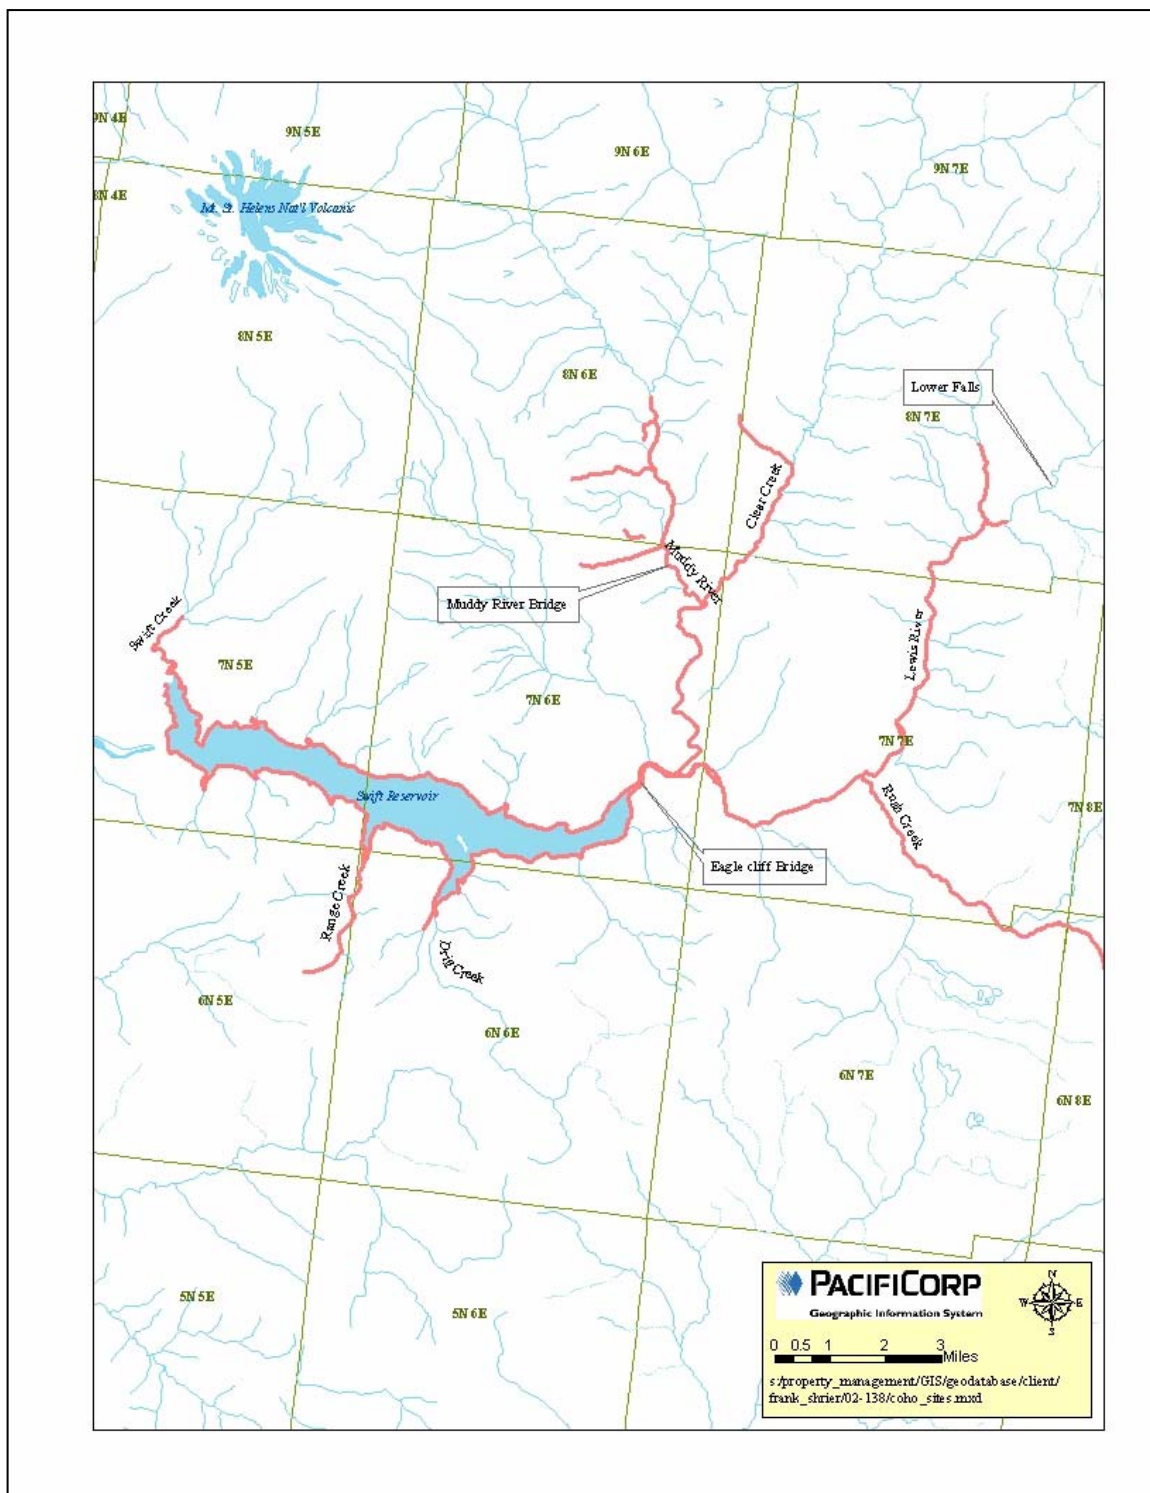 9N 4E
9N 5E
9N 6E
9N 7E
8N 4E
Mt. St. Helens Nat'l Volcanic
8N 5E
8N 6E
Lower Falls
8N 7E
Clear Creek
Muddy River
Muddy River Bridge
Swift Creek
Lewis River
7N 5E
7N 6E
7N 7E
Swift Reservoir
Rush Creek
7N 8E
Eagle cliff Bridge
Range Creek
Drig Creek
6N 5E
6N 6E
6N 7E
6N 8E
5N 5E
5N 6E
PACIFICORP
Geographic Information System
N
W E
S
0 0.5 1 2 3
Miles
s:/property_management/GIS/geodatabase/client/
frank_shrier/02-138/coho_sites.mxd